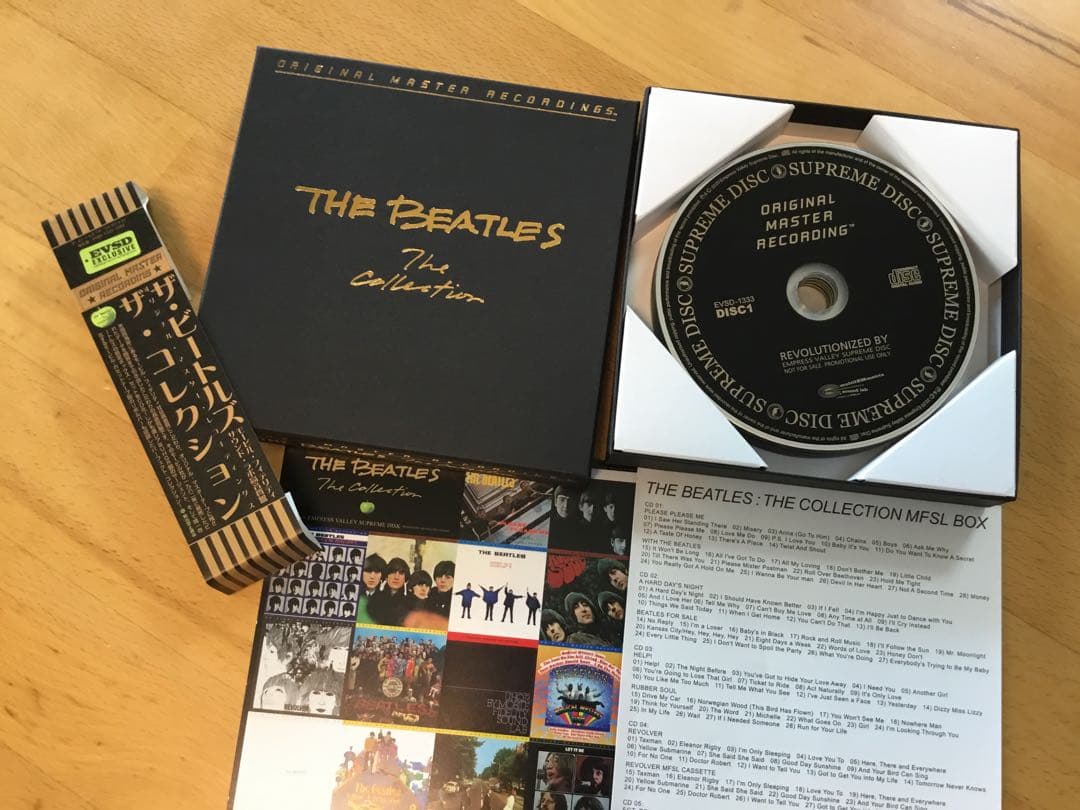 ORIGINAL MASTER RECORDINGS™
THE BEATLES
The
Collection
EVSD
EXCLUSIVE
ORIGINAL MASTER
★ RECORDING ★
ザ・ビートルズ
ザ・コレクション
SUPREME DISC
SUPREME DISC
SUPREME DISC
SUPREME DISC
ORIGINAL
MASTER
RECORDING™
EVSD-1333
DISC1
disc
DIGITAL AUDIO
REVOLUTIONIZED BY
EMPRESS VALLEY SUPREME DISC
NOT FOR SALE. PROMOTIONAL USE ONLY.
THE BEATLES
The Collection
EMPRESS VALLEY SUPREME DISK
THE BEATLES
HELP!
REVOLVER
UHQR
BY MOBILE
FIDELITY
SOUND
LAB
The BEATLES
LET IT BE
THE BEATLES : THE COLLECTION MFSL BOX
CD 01:
PLEASE PLEASE ME
01) I Saw Her Standing There 02) Misery 03) Anna (Go To Him) 04) Chains 05) Boys 06) Ask Me Why
07) Please Please Me 08) Love Me Do 09) P.S. I Love You 10) Baby It's You 11) Do You Want To Know A Secret
12) A Taste Of Honey 13) There's A Place 14) Twist And Shout
WITH THE BEATLES
15) It Won't Be Long 16) All I've Got To Do 17) All My Loving 18) Don't Bother Me 19) Little Child
20) Till There Was You 21) Please Mister Postman 22) Roll Over Beethoven 23) Hold Me Tight
24) You Really Got A Hold On Me 25) I Wanna Be Your man 26) Devil In Her Heart 27) Not A Second Time 28) Money
CD 02:
A HARD DAY'S NIGHT
01) A Hard Day's Night 02) I Should Have Known Better 03) If I Fell 04) I'm Happy Just to Dance with You
05) And I Love Her 06) Tell Me Why 07) Can't Buy Me Love 08) Any Time at All 09) I'll Cry Instead
10) Things We Said Today 11) When I Get Home 12) You Can't Do That 13) I'll Be Back
BEATLES FOR SALE
14) No Reply 15) I'm a Loser 16) Baby's in Black 17) Rock and Roll Music 18) I'll Follow the Sun 19) Mr. Moonlight
20) Kansas City/Hey, Hey, Hey, Hey 21) Eight Days a Week 22) Words of Love 23) Honey Don't
24) Every Little Thing 25) I Don't Want to Spoil the Party 26) What You're Doing 27) Everybody's Trying to Be My Baby
CD 03:
HELP!
01) Help! 02) The Night Before 03) You've Got to Hide Your Love Away 04) I Need You 05) Another Girl
06) You're Going to Lose That Girl 07) Ticket to Ride 08) Act Naturally 09) It's Only Love
10) You Like Me Too Much 11) Tell Me What You See 12) I've Just Seen a Face 13) Yesterday 14) Dizzy Miss Lizzy
RUBBER SOUL
15) Drive My Car 16) Norwegian Wood (This Bird Has Flown) 17) You Won't See Me 18) Nowhere Man
19) Think for Yourself 20) The Word 21) Michelle 22) What Goes On 23) Girl 24) I'm Looking Through You
25) In My Life 26) Wait 27) If I Needed Someone 28) Run for Your Life
CD 04:
REVOLVER
01) Taxman 02) Eleanor Rigby 03) I'm Only Sleeping 04) Love You To 05) Here, There and Everywhere
06) Yellow Submarine 07) She Said She Said 08) Good Day Sunshine 09) And Your Bird Can Sing
10) For No One 11) Doctor Robert 12) I Want to Tell You 13) Got to Get You into My Life 14) Tomorrow Never Knows
REVOLVER MFSL CASSETTE
15) Taxman 16) Eleanor Rigby 17) I'm Only Sleeping 18) Love You To 19) Here, There and Everywhere
20) Yellow Submarine 21) She Said She Said 22) Good Day Sunshine 23) And Your Bird Can Sing
24) For No One 25) Doctor Robert 26) I Want to Tell You
CD 05: